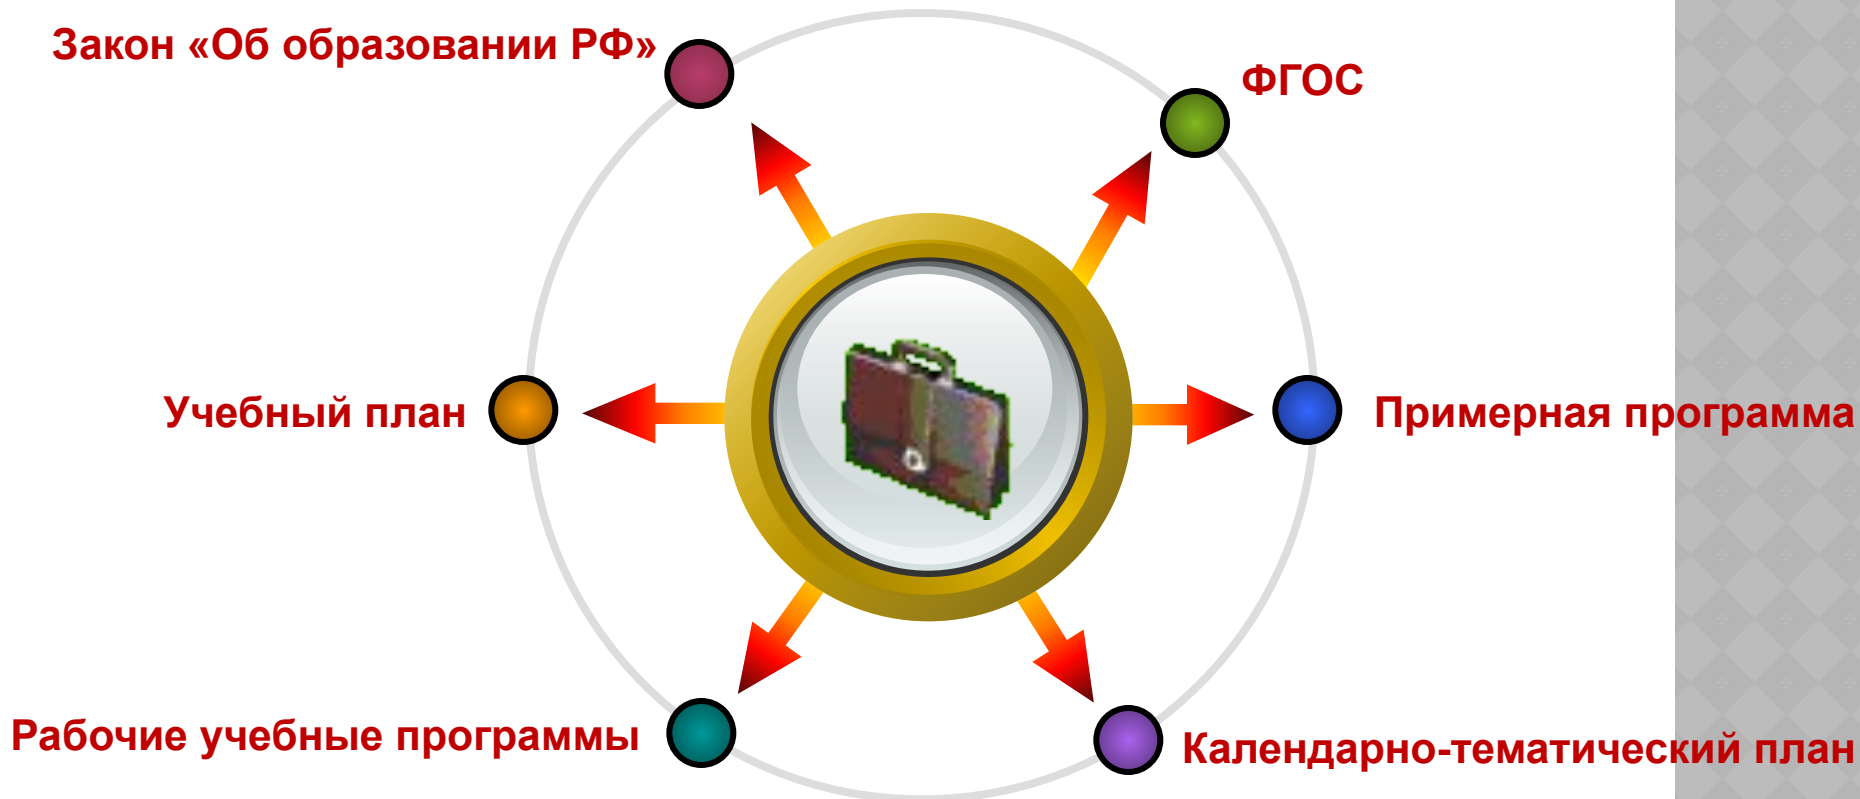 Закон «Об образовании РФ»
ФГОС
Учебный план
Примерная программа
Рабочие учебные программы
Календарно-тематический план